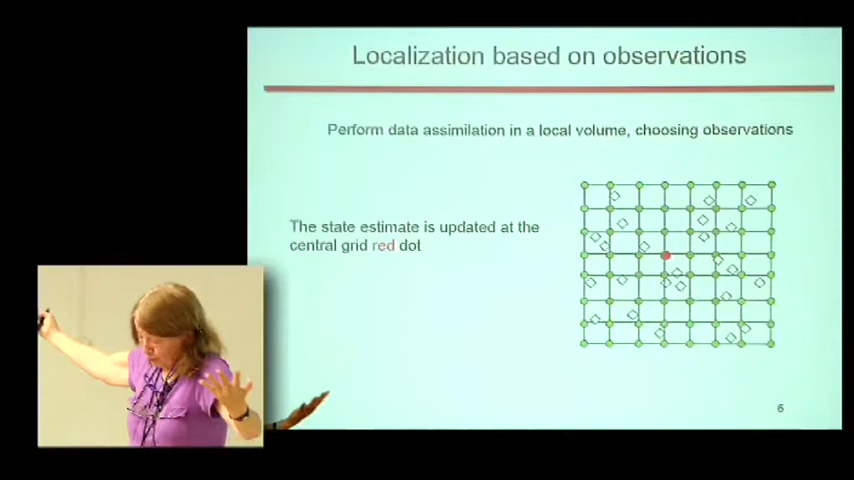 Localization based on observations
Perform data assimilation in a local volume, choosing observations
The state estimate is updated at the
central grid red dot
6